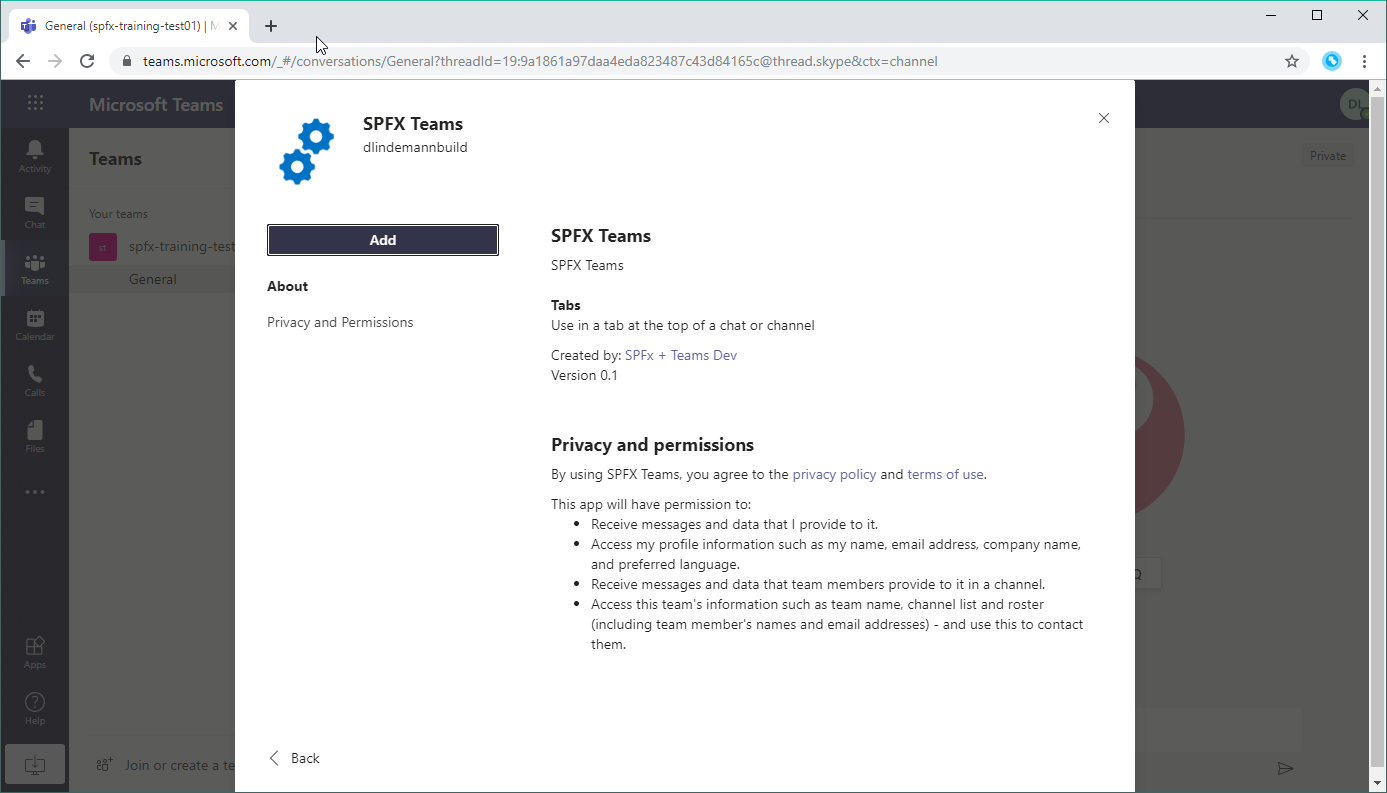 General (spfx-training-test01) | M
teams.microsoft.com/_#/conversations/General?threadId=19:9a1861a97daa4eda823487c43d84165c@thread.skype&ctx=channel
Microsoft Teams
DL
Activity
Chat
Teams
Calendar
Calls
Files
Apps
Help
Teams
Your teams
st
spfx-training-test
General
Join or create a te
Private
SPFX Teams
dlindemannbuild
Add
About
Privacy and Permissions
SPFX Teams
SPFX Teams
Tabs
Use in a tab at the top of a chat or channel
Created by: SPFx + Teams Dev
Version 0.1
Privacy and permissions
By using SPFX Teams, you agree to the privacy policy and terms of use.
This app will have permission to:
• Receive messages and data that I provide to it.
• Access my profile information such as my name, email address, company name,
and preferred language.
• Receive messages and data that team members provide to it in a channel.
• Access this team's information such as team name, channel list and roster
(including team member's names and email addresses) - and use this to contact
them.
Back